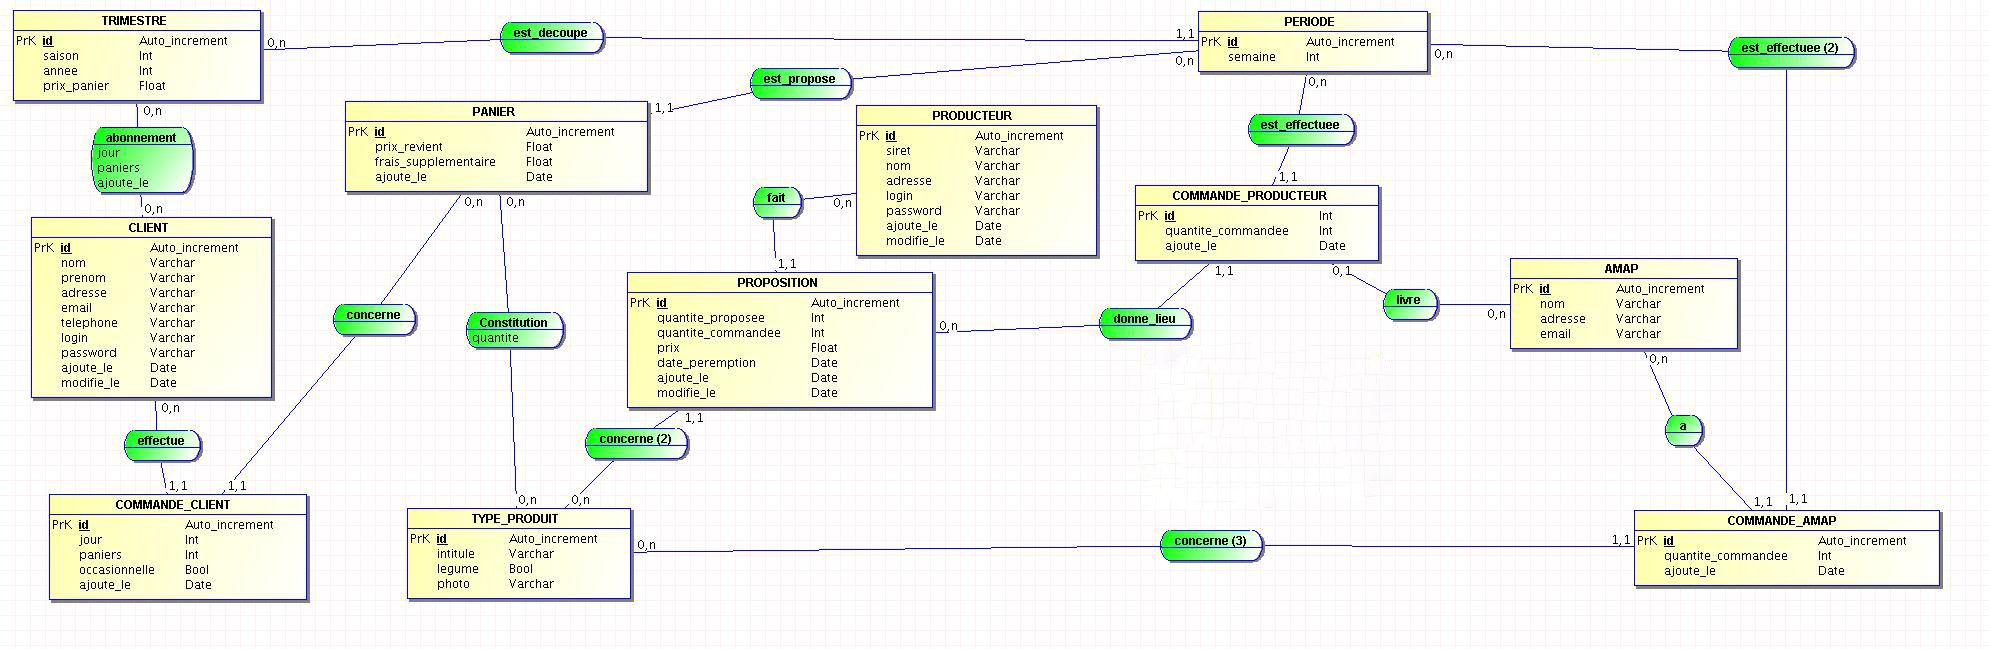 TRIMESTRE
PrK id Auto_increment
saison Int
annee Int
prix_panier Float
0,n
est_decoupe
1,1
PERIODE
PrK id Auto_increment
semaine Int
0,n
est_effectuee (2)
0,n
est_propose
1,1
0,n
abonnement
jour
paniers
ajoute_le
0,n
PANIER
PrK id Auto_increment
prix_revient Float
frais_supplementaire Float
ajoute_le Date
0,n
0,n
PRODUCTEUR
PrK id Auto_increment
siret Varchar
nom Varchar
adresse Varchar
login Varchar
password Varchar
ajoute_le Date
modifie_le Date
0,n
fait
1,1
0,n
est_effectuee
1,1
COMMANDE_PRODUCTEUR
PrK id Int
quantite_commandee Int
ajoute_le Date
1,1
0,1
CLIENT
PrK id Auto_increment
nom Varchar
prenom Varchar
adresse Varchar
email Varchar
telephone Varchar
login Varchar
password Varchar
ajoute_le Date
modifie_le Date
0,n
concerne
Constitution
quantite
PROPOSITION
PrK id Auto_increment
quantite_proposee Int
quantite_commandee Int
prix Float
date_peremption Date
ajoute_le Date
modifie_le Date
0,n
donne_lieu
livre
0,n
AMAP
PrK id Auto_increment
nom Varchar
adresse Varchar
email Varchar
0,n
a
1,1
1,1
effectue
1,1
1,1
1,1
concerne (2)
0,n
0,n
COMMANDE_CLIENT
PrK id Auto_increment
jour Int
paniers Int
occasionnelle Bool
ajoute_le Date
TYPE_PRODUIT
PrK id Auto_increment
intitule Varchar
legume Bool
photo Varchar
0,n
concerne (3)
1,1
COMMANDE_AMAP
PrK id Auto_increment
quantite_commandee Int
ajoute_le Date